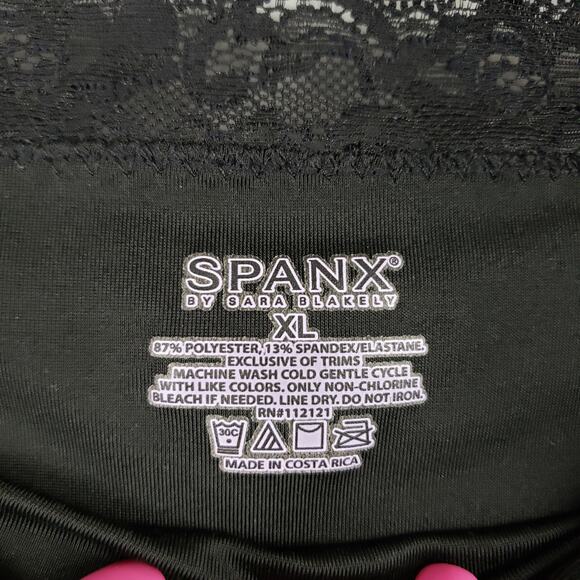 SPANX®
BY SARA BLAKELY
XL
87% POLYESTER, 13% SPANDEX/ELASTANE.
EXCLUSIVE OF TRIMS
MACHINE WASH COLD GENTLE CYCLE
WITH LIKE COLORS. ONLY NON-CHLORINE
BLEACH IF NEEDED. LINE DRY. DO NOT IRON.
RN#112121
30C
MADE IN COSTA RICA